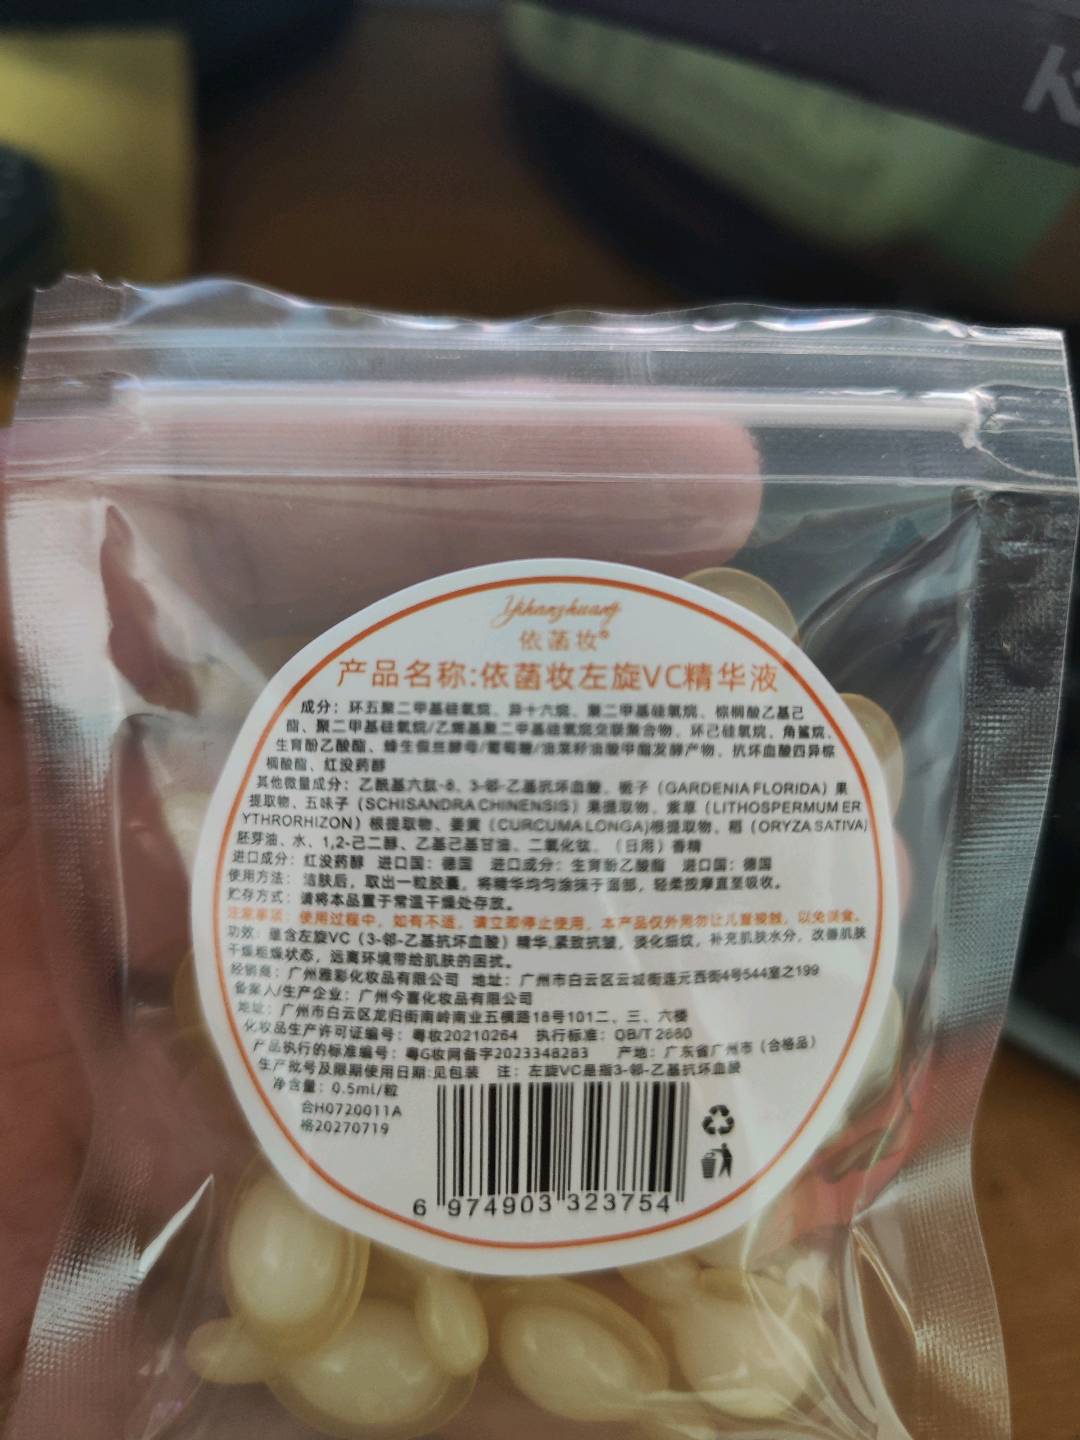 Yihanzhuang
依菡妆®
产品名称:依菡妆左旋VC精华液
成分：环五聚二甲基硅氧烷、异十六烷、聚二甲基硅氧烷、棕榈酸乙基己
酯、聚二甲基硅氧烷/乙烯基聚二甲基硅氧烷交联聚合物、环己硅氧烷、角鲨烷、
生育酚乙酸酯、蜂生假丝酵母/葡萄糖/油菜籽油酸甲酯发酵产物、抗坏血酸四异棕
榈酸酯、红没药醇
其他微量成分：乙酰基六肽-8、3-邻-乙基抗坏血酸、栀子（GARDENIA FLORIDA）果
提取物、五味子（SCHISANDRA CHINENSIS）果提取物、紫草（LITHOSPERMUM ER
YTHRORHIZON）根提取物、姜黄（CURCUMA LONGA)根提取物、稻（ORYZA SATIVA)
胚芽油、水、1,2-己二醇、乙基己基甘油、二氧化钛、（日用）香精
进口成分：红没药醇 进口国：德国 进口成分：生育酚乙酸酯 进口国：德国
使用方法：洁肤后，取出一粒胶囊，将精华均匀涂抹于面部，轻柔按摩直至吸收。
贮存方式：请将本品置于常温干燥处存放。
注意事项：使用过程中，如有不适，请立即停止使用，本产品仅外用勿让儿童接触，以免误食。
功效：蕴含左旋VC（3-邻-乙基抗坏血酸）精华,紧致抗皱，淡化细纹，补充肌肤水分，改善肌肤
干燥粗燥状态，远离环境带给肌肤的困扰。
经销商：广州雅彩化妆品有限公司 地址：广州市白云区云城街莲元西街4号544室之199
备案人/生产企业：广州今喜化妆品有限公司
地址：广州市白云区龙归街南岭南业五横路18号101二、三、六楼
化妆品生产许可证编号：粤妆20210264 执行标准：QB/T 2660
产品执行的标准编号：粤G妆网备字2023348283 产地：广东省广州市（合格品）
生产批号及限期使用日期:见包装 注：左旋VC是指3-邻-乙基抗坏血酸
净含量：0.5ml/粒
合H0720011A
格20270719
6 974903 323754